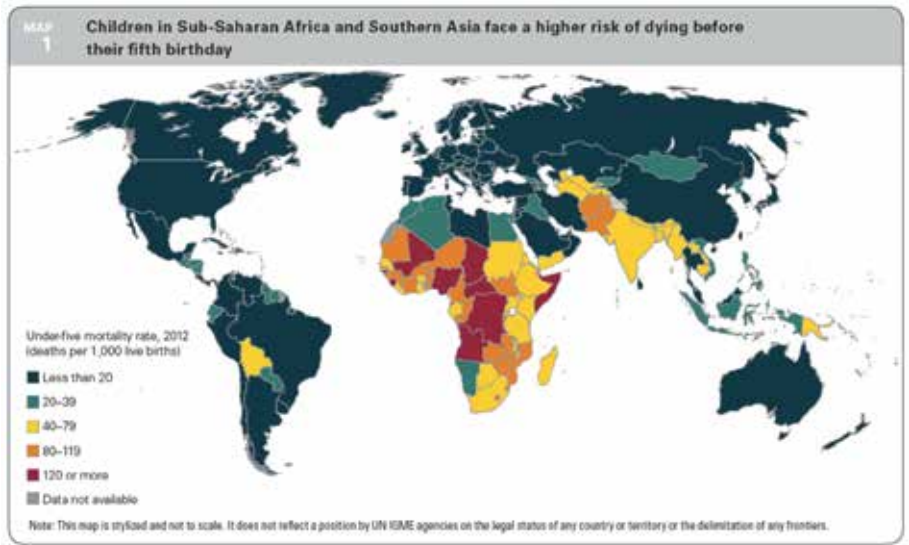 MAP
1
Children in Sub-Saharan Africa and Southern Asia face a higher risk of dying before
their fifth birthday
Under-five mortality rate, 2012
(deaths per 1,000 live births)
Less than 20
20–39
40–79
80–119
120 or more
Data not available
Note: This map is stylized and not to scale. It does not reflect a position by UN IGME agencies on the legal status of any country or territory or the delimitation of any frontiers.